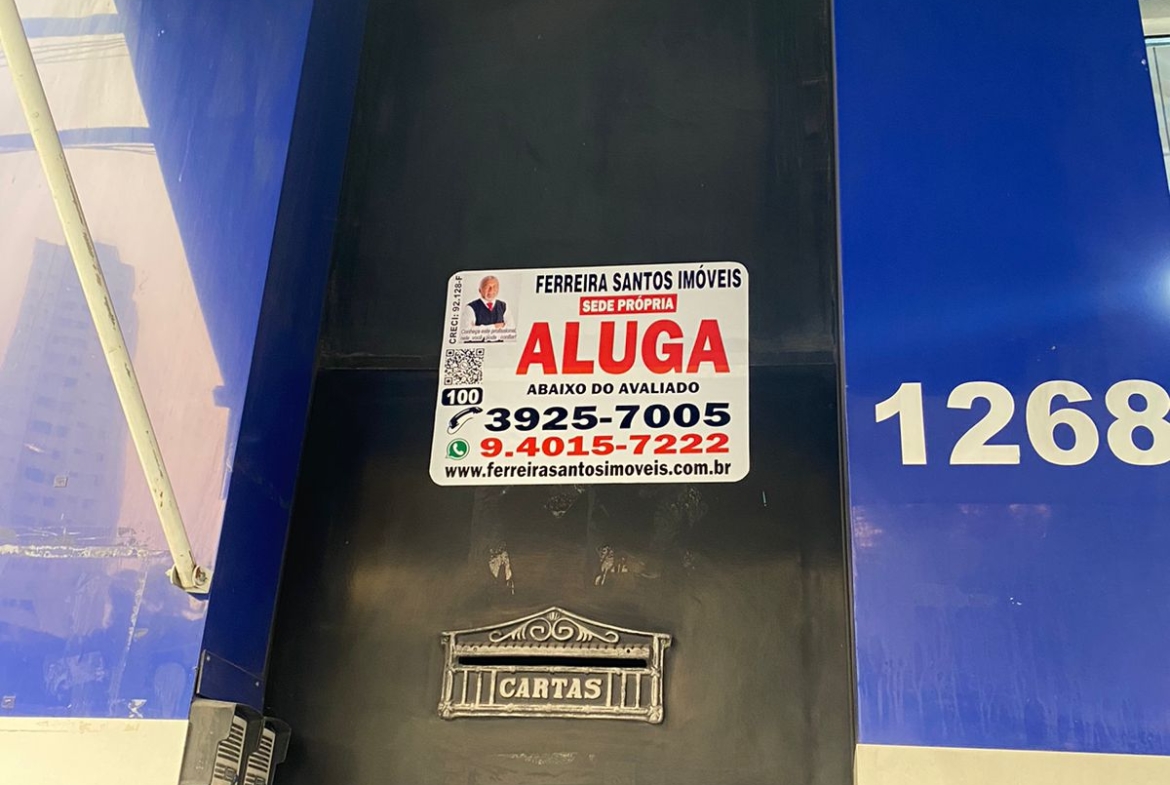 CRECI: 92.128-F
FERREIRA SANTOS IMÓVEIS
SEDE PRÓPRIA
ALUGA
ABAIXO DO AVALIADO
100
3925-7005
9.4015-7222
www.ferreirasantosimoveis.com.br
1268
CARTAS